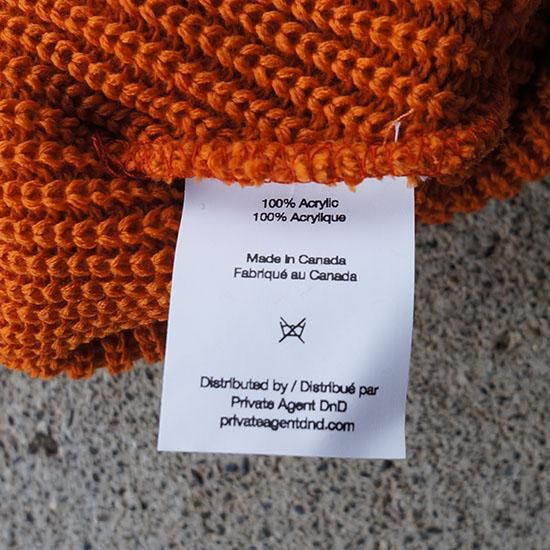 100% Acrylic
100% Acrylique
Made in Canada
Fabriqué au Canada
Distributed by / Distribué par
Private Agent DnD
privateagentdnd.com